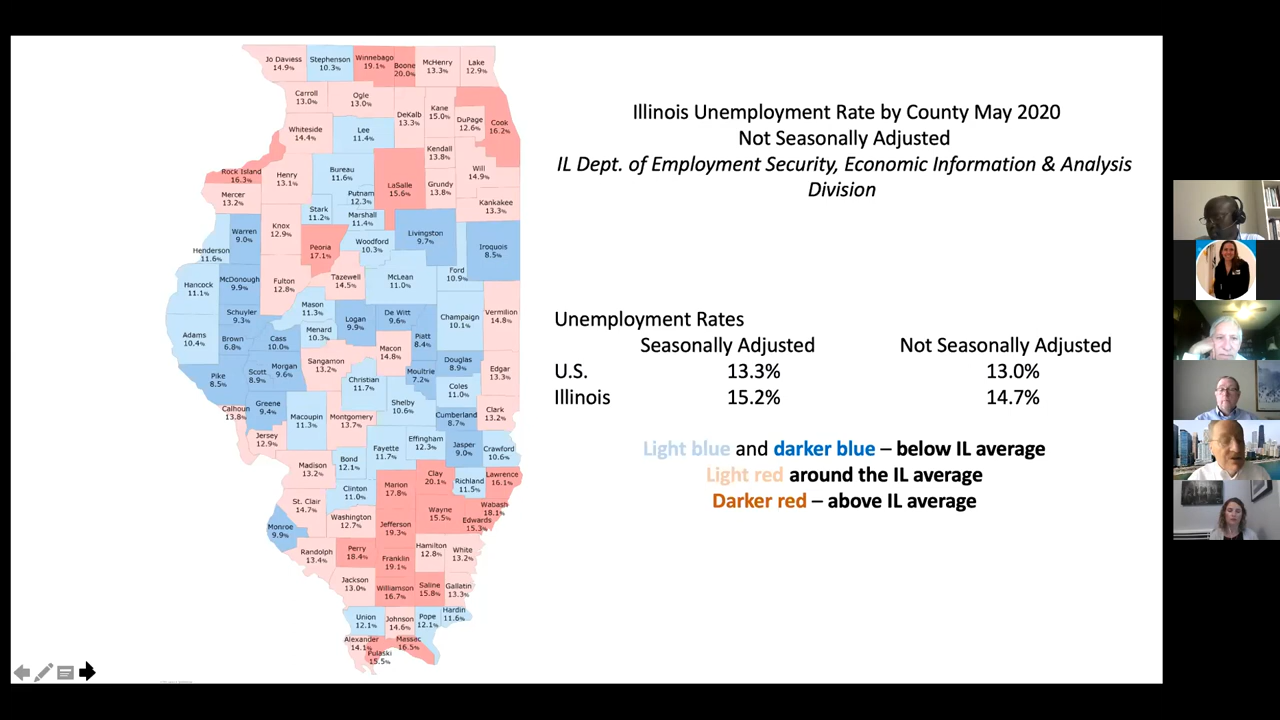 Jo Daviess
14.9%
Stephenson
10.3%
Winnebago
19.1%
Boone
20.0%
McHenry
13.3%
Lake
12.9%
Carroll
13.0%
Ogle
13.0%
DeKalb
13.3%
Kane
15.0%
DuPage
12.6%
Cook
16.2%
Whiteside
14.4%
Lee
11.4%
Kendall
13.8%
Will
14.9%
Rock Island
16.3%
Henry
13.1%
Bureau
11.6%
LaSalle
15.6%
Grundy
13.8%
Mercer
13.2%
Putnam
12.3%
Kankakee
13.3%
Stark
11.2%
Marshall
11.4%
Warren
9.0%
Knox
12.9%
Livingston
9.7%
Iroquois
8.5%
Henderson
11.6%
Peoria
17.1%
Woodford
10.3%
McDonough
9.9%
Fulton
12.8%
Tazewell
14.5%
McLean
11.0%
Ford
10.9%
Hancock
11.1%
Mason
11.3%
Schuyler
9.3%
Logan
9.9%
De Witt
9.6%
Champaign
10.1%
Vermilion
14.8%
Adams
10.4%
Brown
6.8%
Cass
10.0%
Menard
10.3%
Piatt
8.4%
Macon
14.8%
Pike
8.5%
Scott
8.9%
Morgan
9.6%
Sangamon
13.2%
Moultrie
7.2%
Douglas
8.9%
Edgar
13.3%
Christian
11.7%
Coles
11.0%
Calhoun
13.8%
Greene
9.4%
Macoupin
11.3%
Montgomery
13.7%
Shelby
10.6%
Cumberland
8.7%
Clark
13.2%
Jersey
12.9%
Fayette
11.7%
Effingham
12.3%
Jasper
9.0%
Crawford
10.6%
Madison
13.2%
Bond
12.1%
Clay
20.1%
Richland
11.5%
Lawrence
16.1%
Clinton
11.0%
Marion
17.8%
St. Clair
14.7%
Washington
12.7%
Wayne
15.5%
Wabash
18.1%
Edwards
15.3%
Monroe
9.9%
Jefferson
19.3%
Randolph
13.4%
Perry
18.4%
Hamilton
12.8%
White
13.2%
Franklin
19.1%
Jackson
13.0%
Williamson
16.7%
Saline
15.8%
Gallatin
13.3%
Union
12.1%
Johnson
14.6%
Pope
12.1%
Hardin
11.6%
Alexander
14.1%
Pulaski
15.5%
Massac
16.5%
Illinois Unemployment Rate by County May 2020
Not Seasonally Adjusted
IL Dept. of Employment Security, Economic Information & Analysis
Division
Unemployment Rates
Seasonally Adjusted Not Seasonally Adjusted
U.S. 13.3% 13.0%
Illinois 15.2% 14.7%
Light blue and darker blue – below IL average
Light red around the IL average
Darker red – above IL average